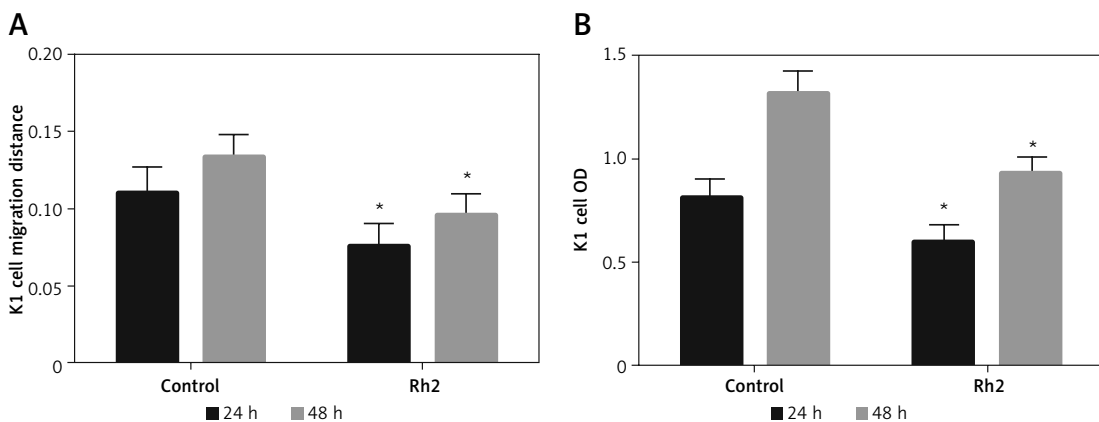 A
K1 cell migration distance
0.20
0.15
0.10
0.05
0
*
*
Control
Rh2
24 h
48 h
B
K1 cell OD
1.5
1.0
0.5
0
*
*
Control
Rh2
24 h
48 h